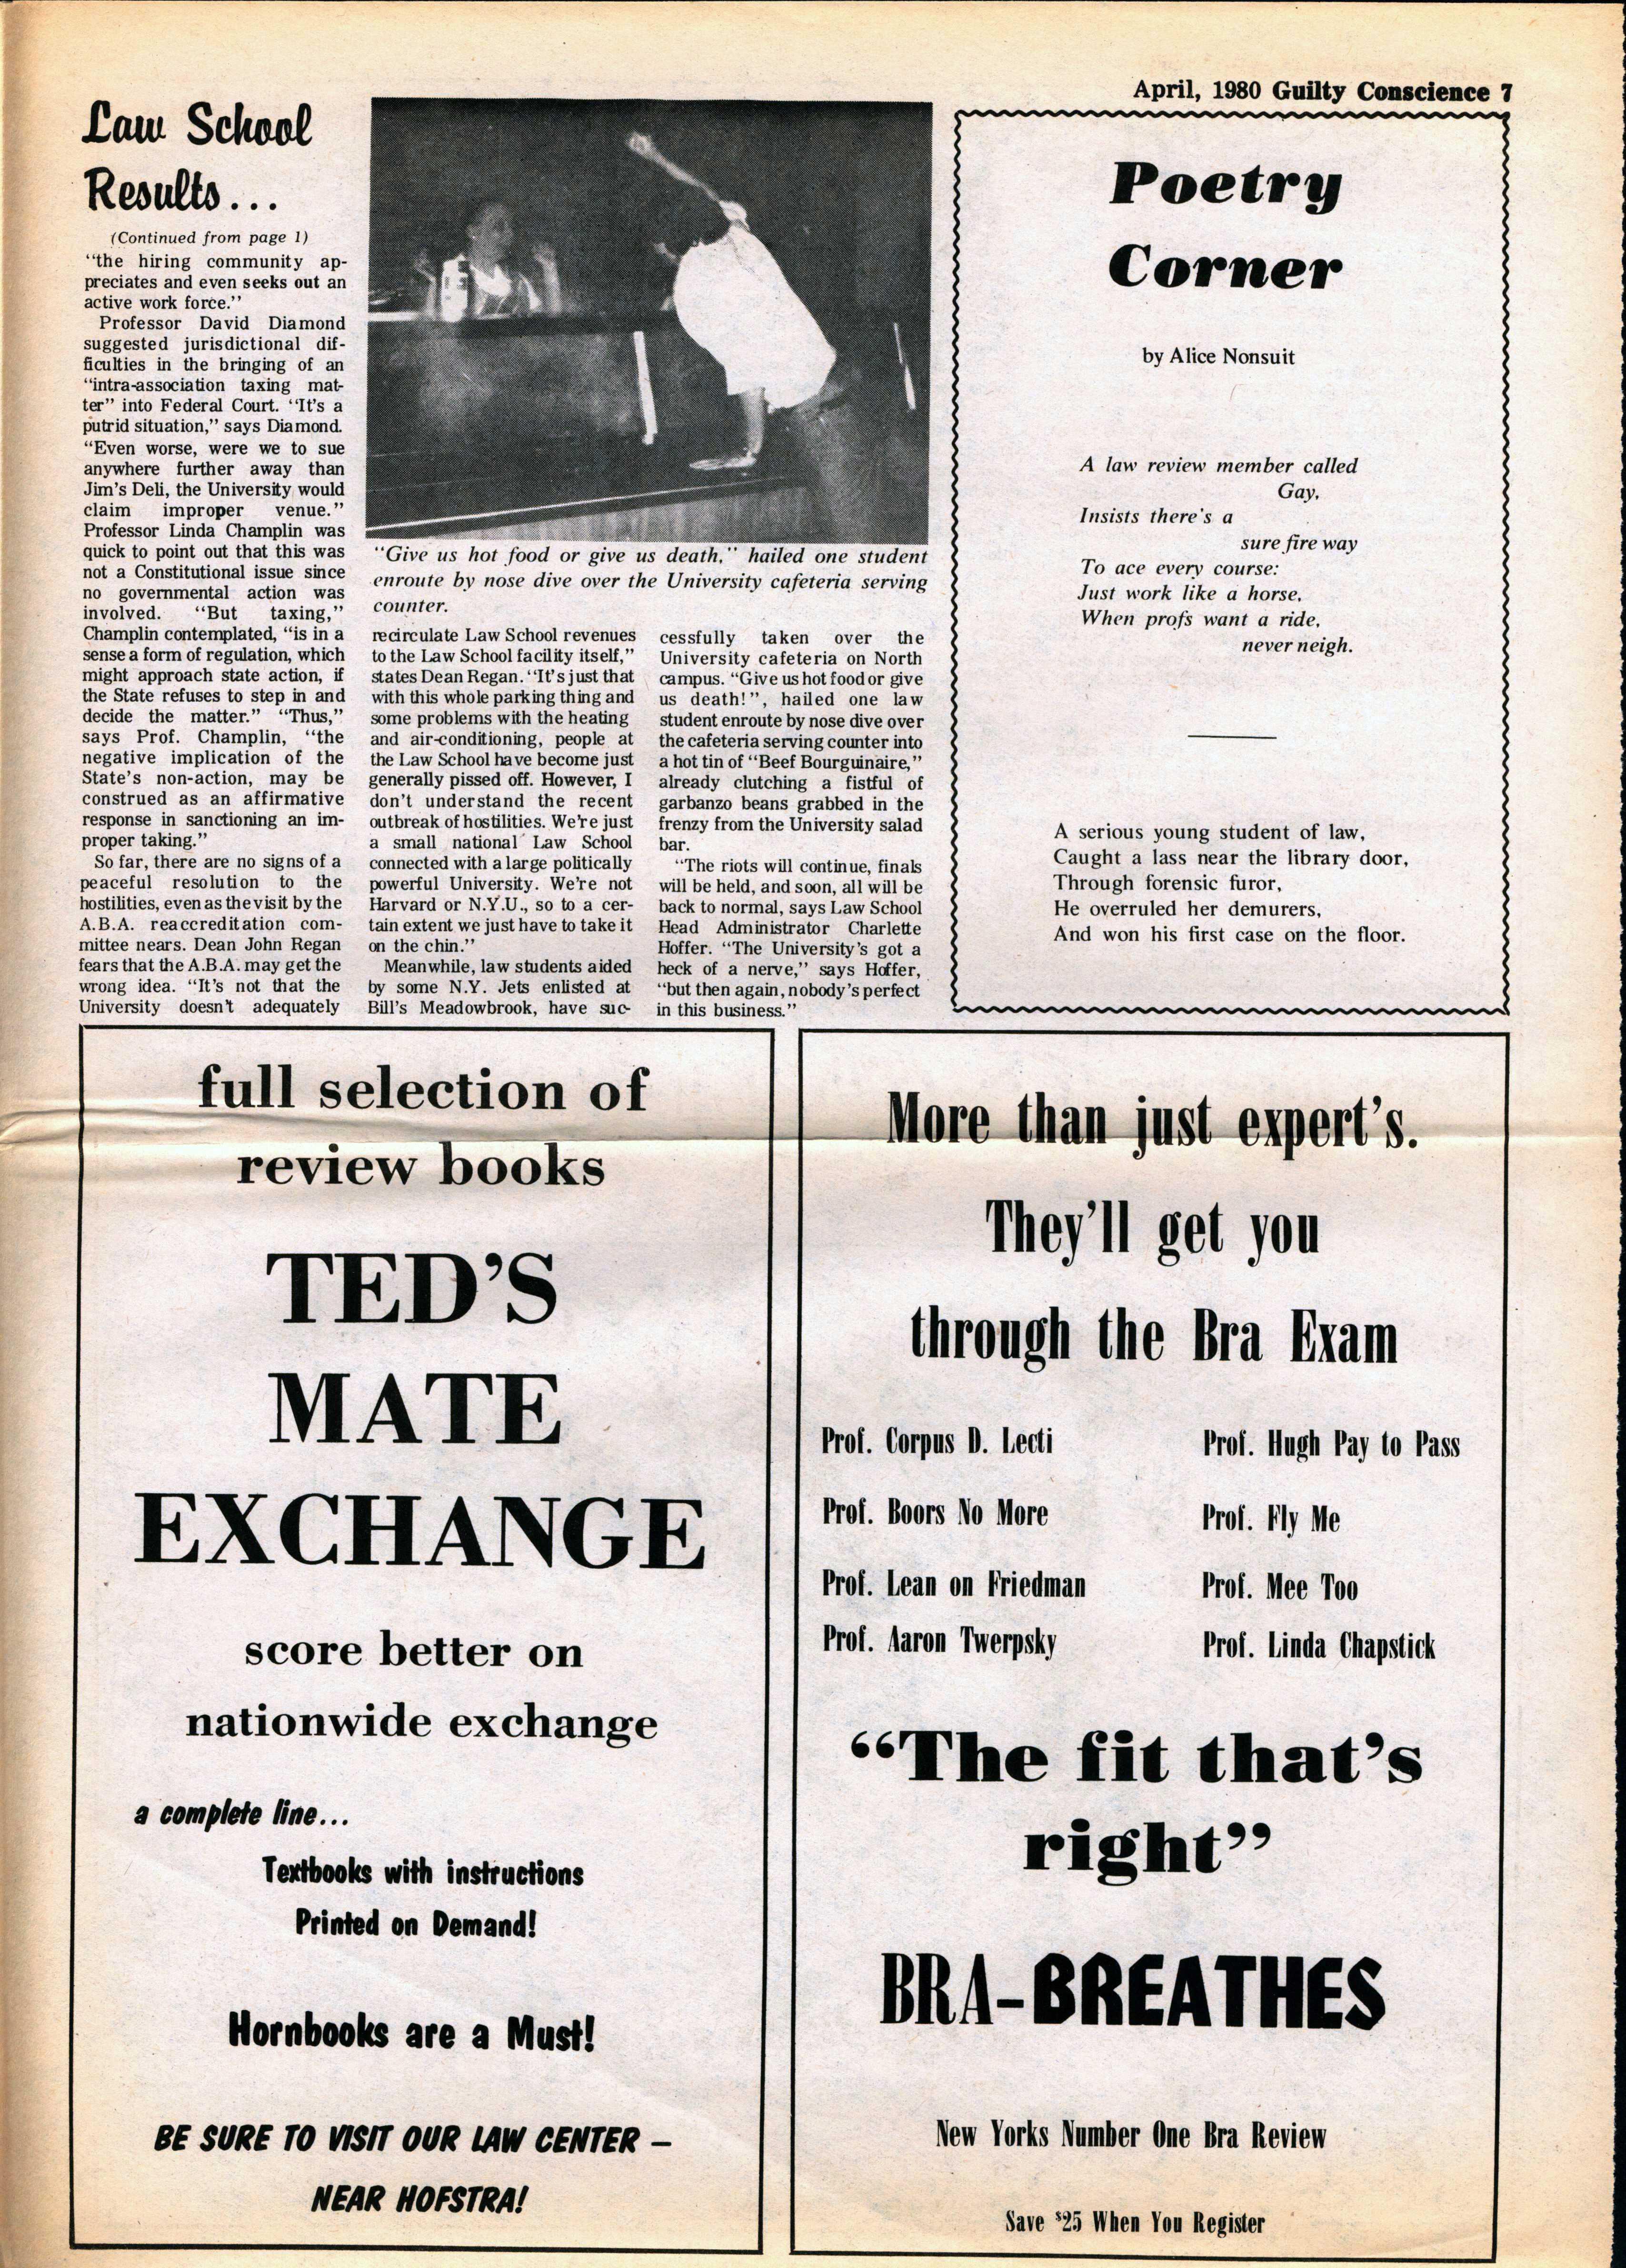 April, 1980 Guilty Conscience 7
Law School
Results...
(Continued from page 1)
"the hiring community ap-
preciates and even seeks out an
active work force."
Professor David Diamond
suggested jurisdictional dif-
ficulties in the bringing of an
"intra-association taxing mat-
ter" into Federal Court. "It's a
putrid situation," says Diamond.
"Even worse, were we to sue
anywhere further away than
Jim's Deli, the University would
claim improper venue."
Professor Linda Champlin was
quick to point out that this was
not a Constitutional issue since
no governmental action was
involved. "But taxing,"
Champlin contemplated, "is in a
sense a form of regulation, which
might approach state action, if
the State refuses to step in and
decide the matter." "Thus,"
says Prof. Champlin, "the
negative implication of the
State's non-action, may be
construed as an affirmative
response in sanctioning an im-
proper taking."
So far, there are no signs of a
peaceful resolution to the
hostilities, even as the visit by the
A.B.A. reaccreditation com-
mittee nears. Dean John Regan
fears that the A.B.A. may get the
wrong idea. "It's not that the
University doesn't adequately
"Give us hot food or give us death," hailed one student
enroute by nose dive over the University cafeteria serving
counter.
recirculate Law School revenues
to the Law School facility itself,"
states Dean Regan. "It's just that
with this whole parking thing and
some problems with the heating
and air-conditioning, people at
the Law School have become just
generally pissed off. However, I
don't understand the recent
outbreak of hostilities. We're just
a small national Law School
connected with a large politically
powerful University. We're not
Harvard or N.Y.U., so to a cer-
tain extent we just have to take it
on the chin."
Meanwhile, law students aided
by some N.Y. Jets enlisted at
Bill's Meadowbrook, have suc-
cessfully taken over the
University cafeteria on North
campus. "Give us hot food or give
us death!", hailed one law
student enroute by nose dive over
the cafeteria serving counter into
a hot tin of "Beef Bourguinaire,"
already clutching a fistful of
garbanzo beans grabbed in the
frenzy from the University salad
bar.
"The riots will continue, finals
will be held, and soon, all will be
back to normal, says Law School
Head Administrator Charlette
Hoffer. "The University's got a
heck of a nerve," says Hoffer,
"but then again, nobody's perfect
in this business."
Poetry
Corner
by Alice Nonsuit
A law review member called
Gay,
Insists there's a
sure fire way
To ace every course:
Just work like a horse,
When profs want a ride,
never neigh.
A serious young student of law,
Caught a lass near the library door,
Through forensic furor,
He overruled her demurers,
And won his first case on the floor.
full selection of
review books
TED'S
MATE
EXCHANGE
score better on
nationwide exchange
a complete line...
Textbooks with instructions
Printed on Demand!
Hornbooks are a Must!
BE SURE TO VISIT OUR LAW CENTER –
NEAR HOFSTRA!
More than just expert's.
They'll get you
through the Bra Exam
Prof. Corpus D. Lecti
Prof. Hugh Pay to Pass
Prof. Boors No More
Prof. Fly Me
Prof. Lean on Friedman
Prof. Mee Too
Prof. Aaron Twerpsky
Prof. Linda Chapstick
"The fit that's
right"
BRA-BREATHES
New Yorks Number One Bra Review
Save $25 When You Register